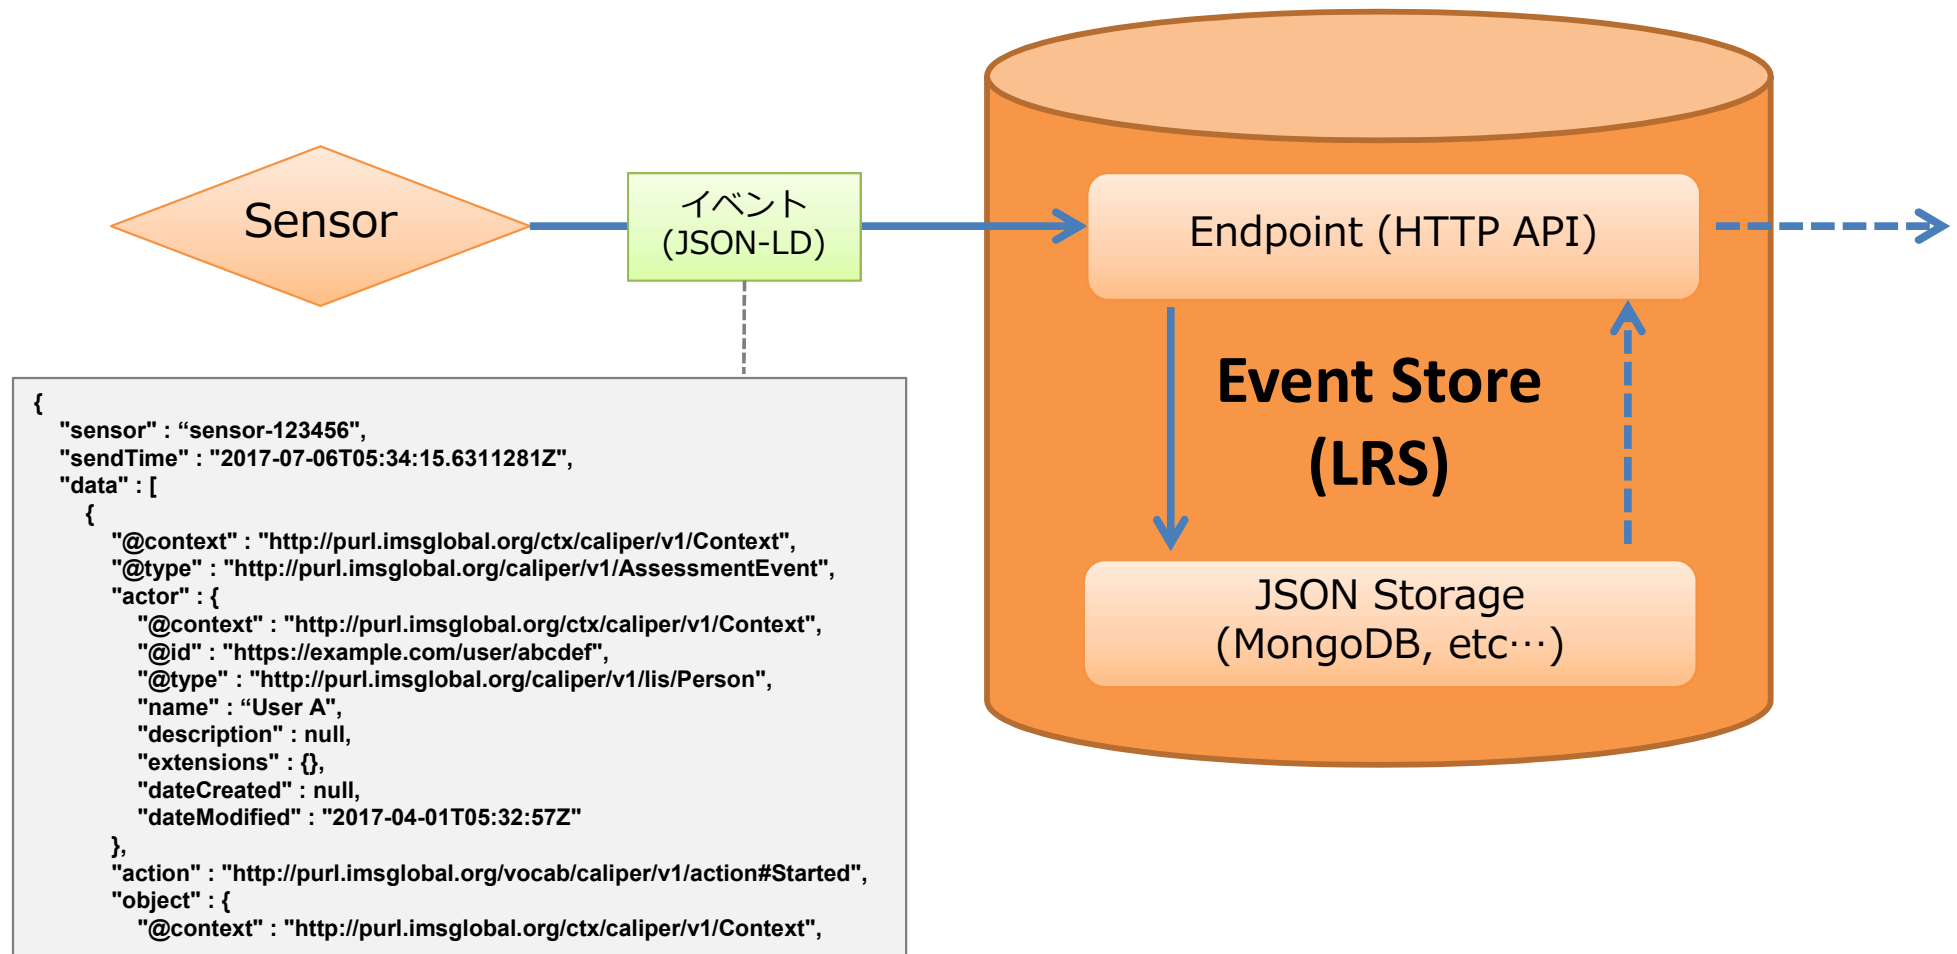 Sensor
イベント
(JSON-LD)
Endpoint (HTTP API)
Event Store
(LRS)
JSON Storage
(MongoDB, etc…)
{
"sensor" : “sensor-123456",
"sendTime" : "2017-07-06T05:34:15.6311281Z",
"data" : [
{
"@context" : "http://purl.imsglobal.org/ctx/caliper/v1/Context",
"@type" : "http://purl.imsglobal.org/caliper/v1/AssessmentEvent",
"actor" : {
"@context" : "http://purl.imsglobal.org/ctx/caliper/v1/Context",
"@id" : "https://example.com/user/abcdef",
"@type" : "http://purl.imsglobal.org/caliper/v1/lis/Person",
"name" : “User A",
"description" : null,
"extensions" : {},
"dateCreated" : null,
"dateModified" : "2017-04-01T05:32:57Z"
},
"action" : "http://purl.imsglobal.org/vocab/caliper/v1/action#Started",
"object" : {
"@context" : "http://purl.imsglobal.org/ctx/caliper/v1/Context",